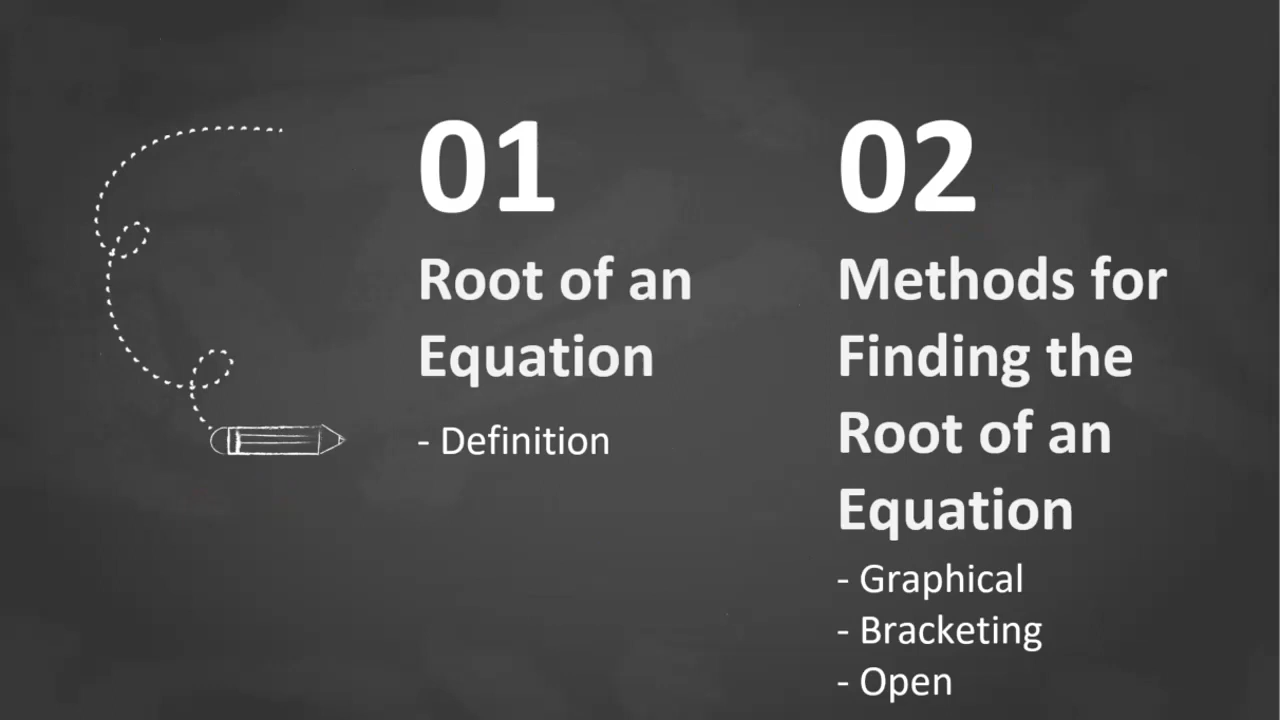 01
Root of an
Equation
- Definition
02
Methods for
Finding the
Root of an
Equation
- Graphical
- Bracketing
- Open